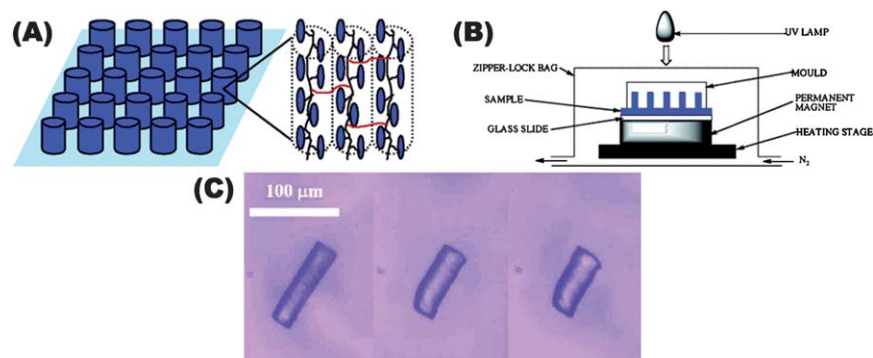 (A)
(B)
UV LAMP
ZIPPER-LOCK BAG
MOULD
SAMPLE
PERMANENT
MAGNET
GLASS SLIDE
HEATING STAGE
N₂
(C)
100 µm